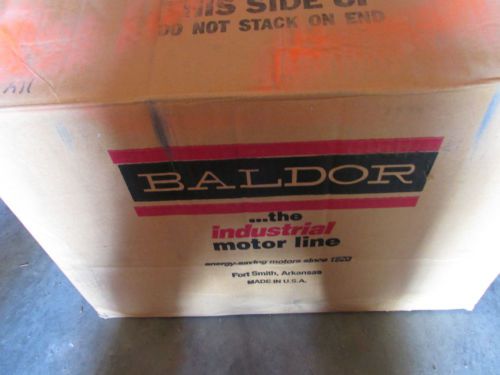 THIS SIDE UP
DO NOT STACK ON END
BALDOR
...the
industrial
motor line
energy-saving motors since 1920
Fort Smith, Arkansas
MADE IN U.S.A.